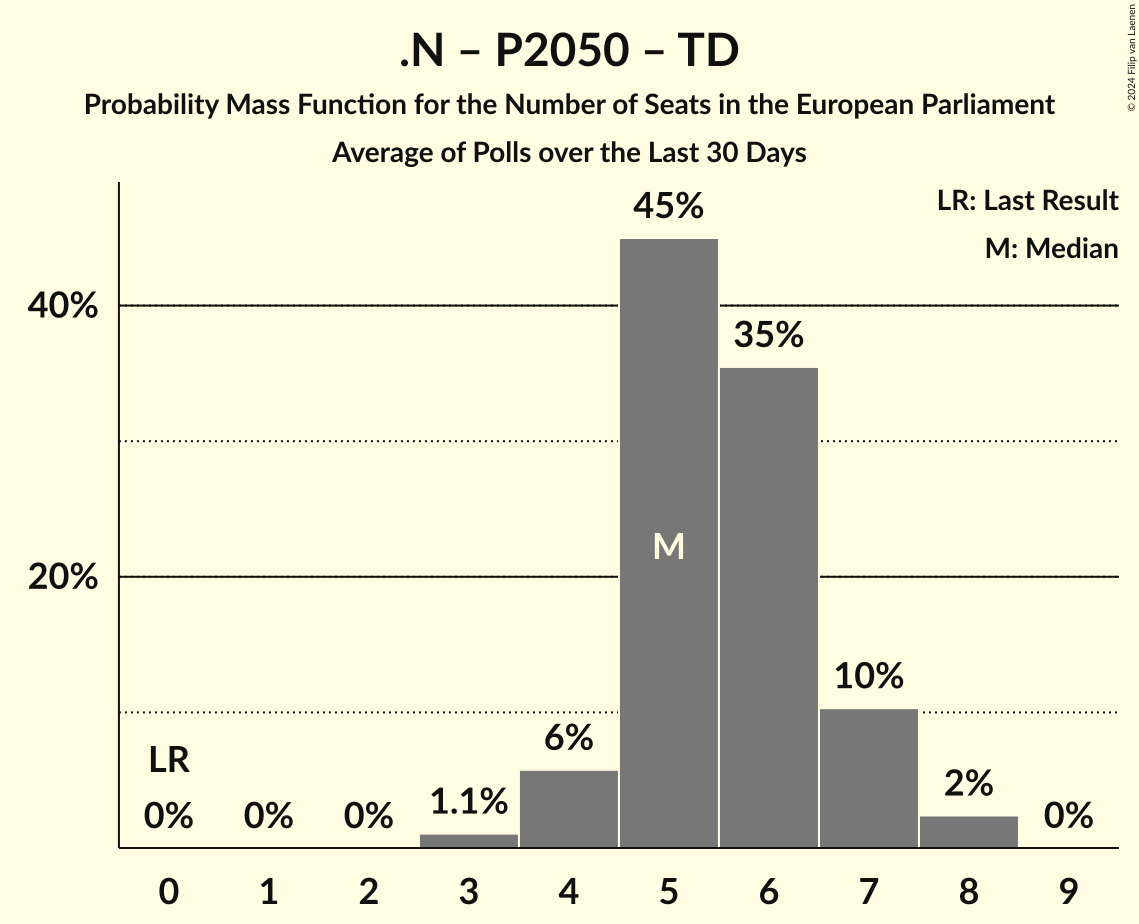 .N – P2050 – TD
Probability Mass Function for the Number of Seats in the European Parliament
Average of Polls over the Last 30 Days
© 2024 Filip van Laenen
LR: Last Result
M: Median
45%
40%
35%
M
20%
10%
6%
LR
1.1%
2%
0%
0%
0%
0%
0 1 2 3 4 5 6 7 8 9